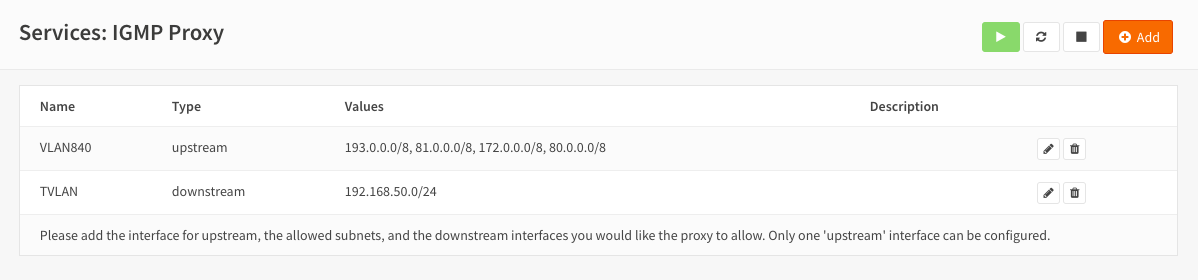 Services: IGMP Proxy
Add
Name Type Values Description
VLAN840 upstream 193.0.0.0/8, 81.0.0.0/8, 172.0.0.0/8, 80.0.0.0/8
TVLAN downstream 192.168.50.0/24
Please add the interface for upstream, the allowed subnets, and the downstream interfaces you would like the proxy to allow. Only one 'upstream' interface can be configured.